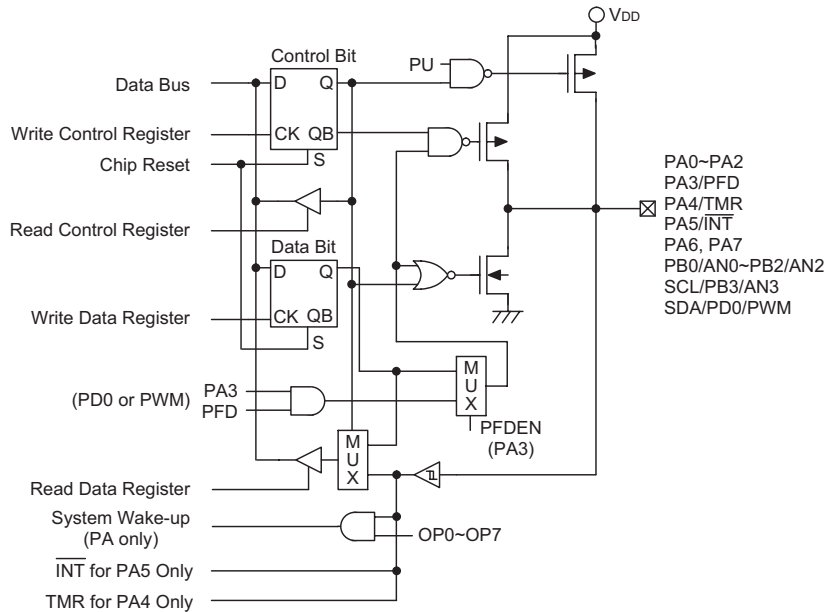 VDD
Control Bit
PU
Data Bus
D Q
Write Control Register
CK QB
Chip Reset
S
PA0~PA2
PA3/PFD
PA4/TMR
PA5/INT
PA6, PA7
PB0/AN0~PB2/AN2
SCL/PB3/AN3
SDA/PD0/PWM
Read Control Register
Data Bit
D Q
Write Data Register
CK QB
S
(PD0 or PWM)
PA3
PFD
MUX
PFDEN
(PA3)
MUX
Read Data Register
System Wake-up
(PA only)
OP0~OP7
INT for PA5 Only
TMR for PA4 Only